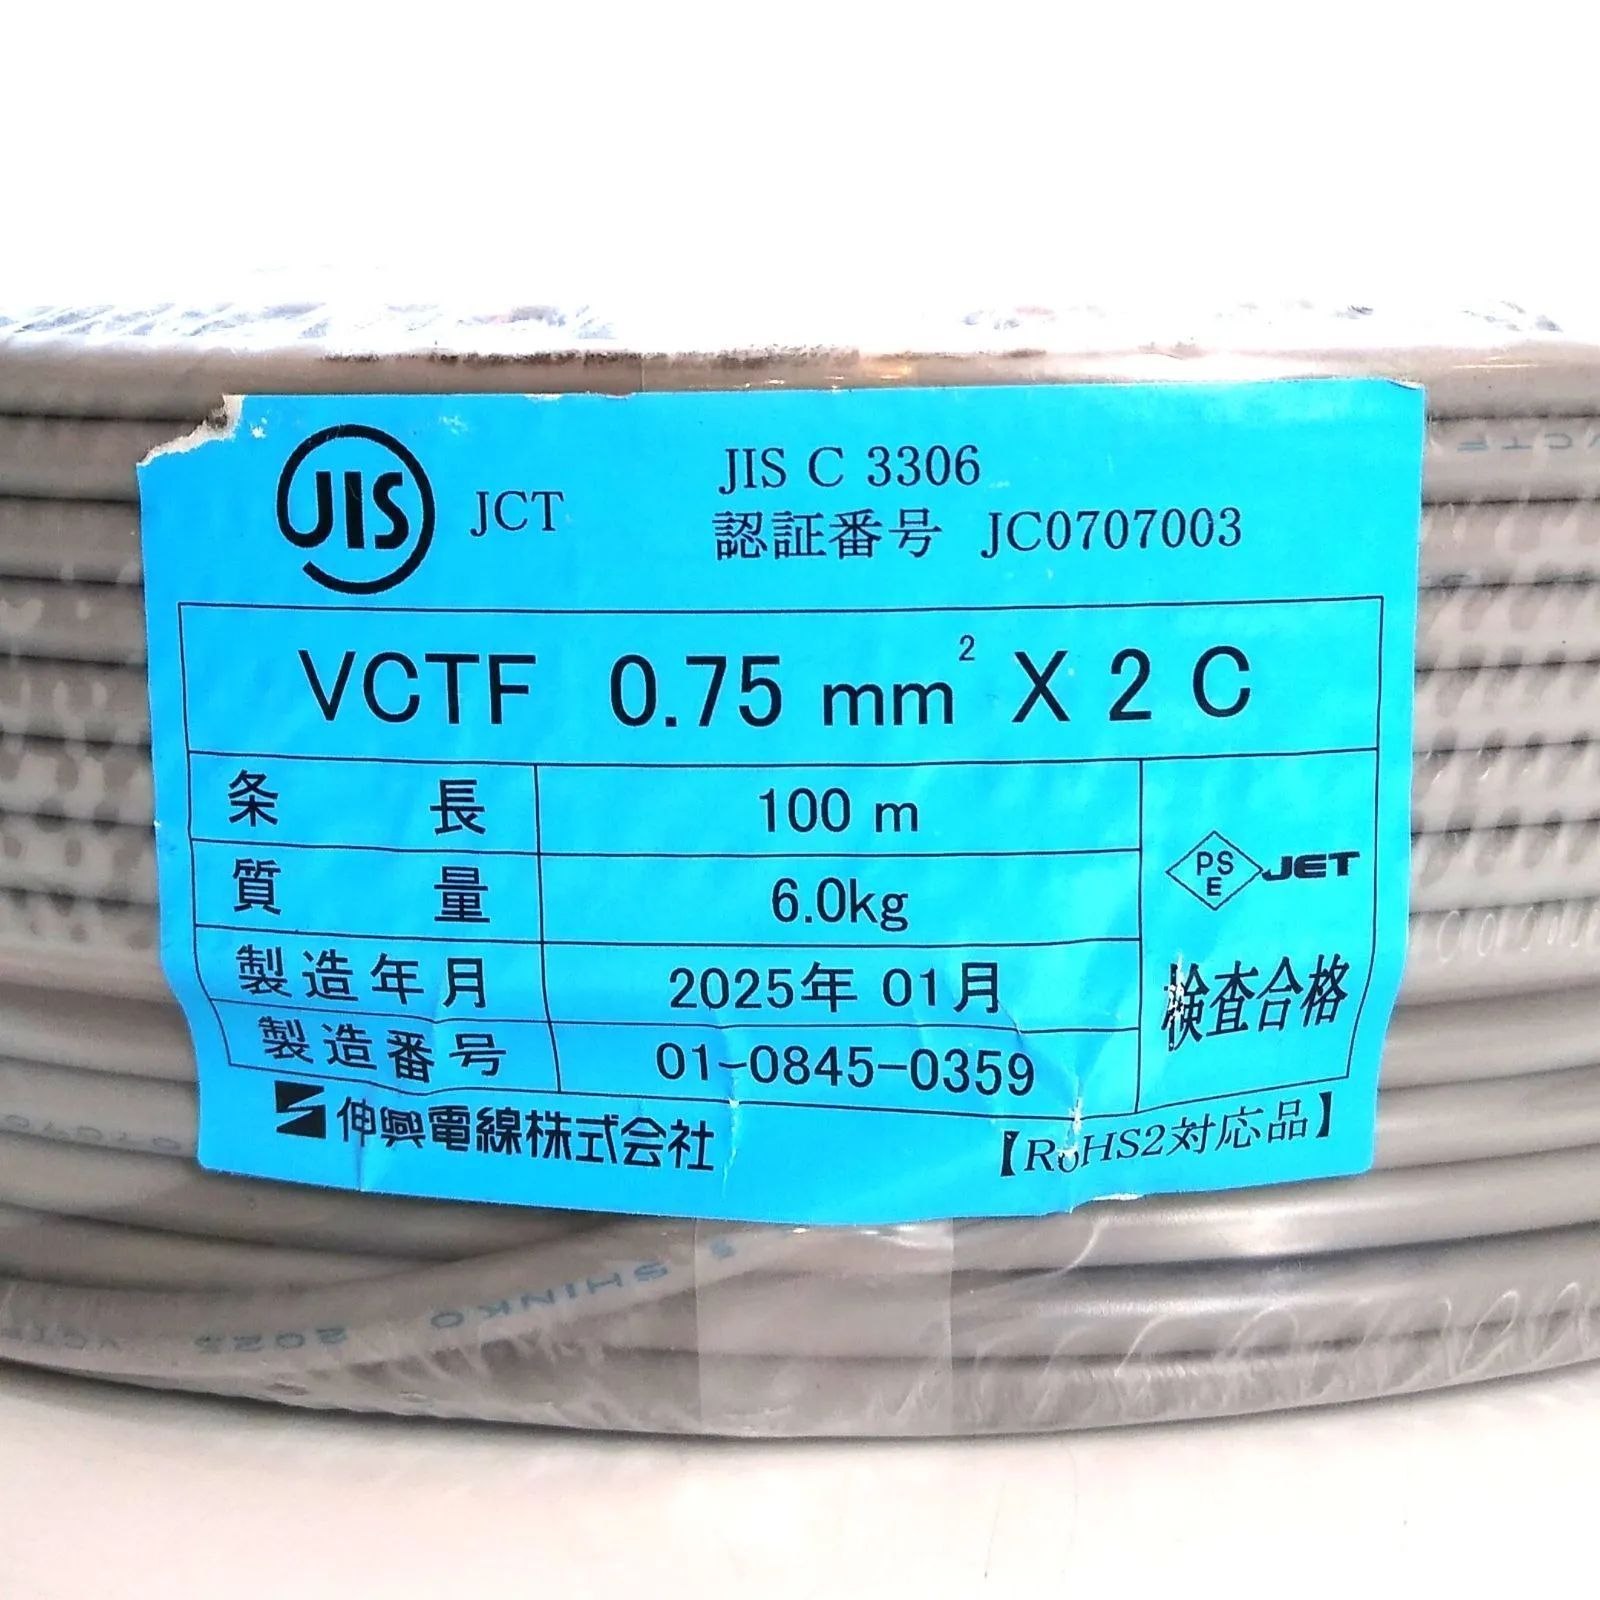 JIS JCT
JIS C 3306
認証番号 JC0707003
VCTF 0.75 mm² X 2 C
条長 100 m
質量 6.0kg
製造年月 2025年 01月
製造番号 01-0845-0359
PS
E
JET
検査合格
伸興電線株式会社
【RoHS2対応品】
SHINKO